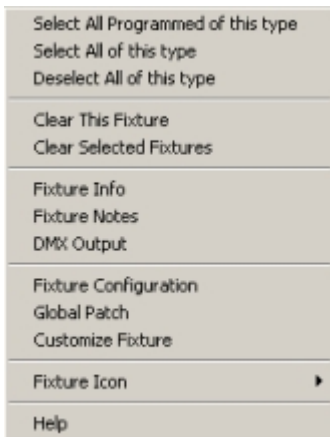 Select All Programmed of this type
Select All of this type
Deselect All of this type
Clear This Fixture
Clear Selected Fixtures
Fixture Info
Fixture Notes
DMX Output
Fixture Configuration
Global Patch
Customize Fixture
Fixture Icon
Help